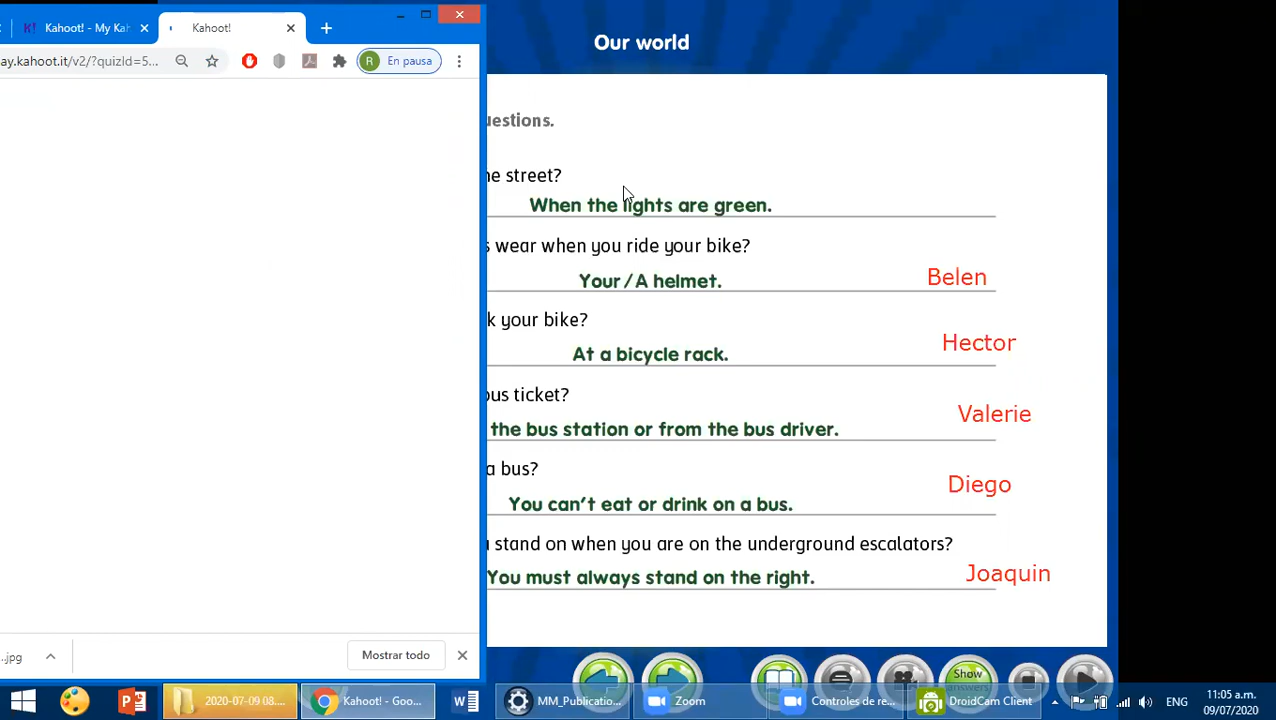 Kahoot! - My Kah
Kahoot!
ay.kahoot.it/v2/?quizId=5...
R
En pausa
Our world
uestions.
ne street?
When the lights are green.
s wear when you ride your bike?
Your / A helmet.
Belen
k your bike?
At a bicycle rack.
Hector
ous ticket?
the bus station or from the bus driver.
Valerie
a bus?
You can't eat or drink on a bus.
Diego
u stand on when you are on the underground escalators?
You must always stand on the right.
Joaquin
..jpg
Mostrar todo
Show
answers
2020-07-09 08....
Kahoot! - Goo...
MM_Publicatio...
Zoom
Controles de re...
DroidCam Client
ENG
11:05 a.m.
09/07/2020